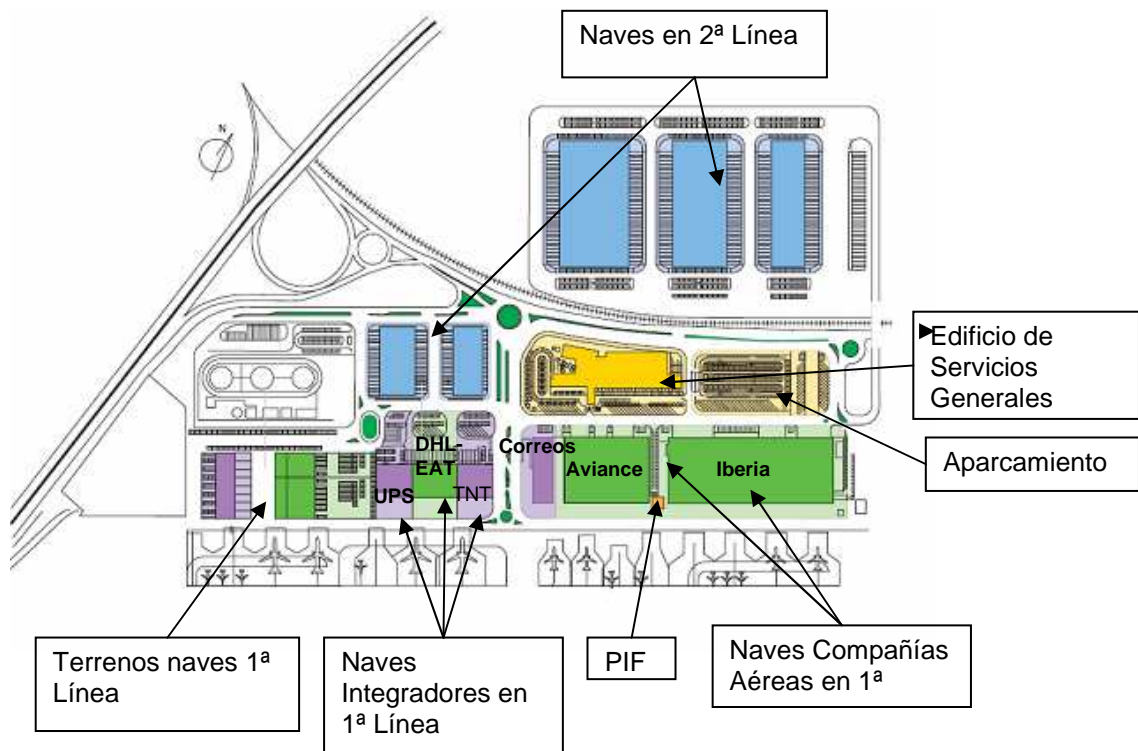 Naves en 2ª Línea
N
Edificio de
Servicios
Generales
Aparcamiento
DHL-
EAT
UPS
TNT
Correos
Aviance
Iberia
Terrenos naves 1ª
Línea
Naves
Integradores en
1ª Línea
PIF
Naves Compañías
Aéreas en 1ª